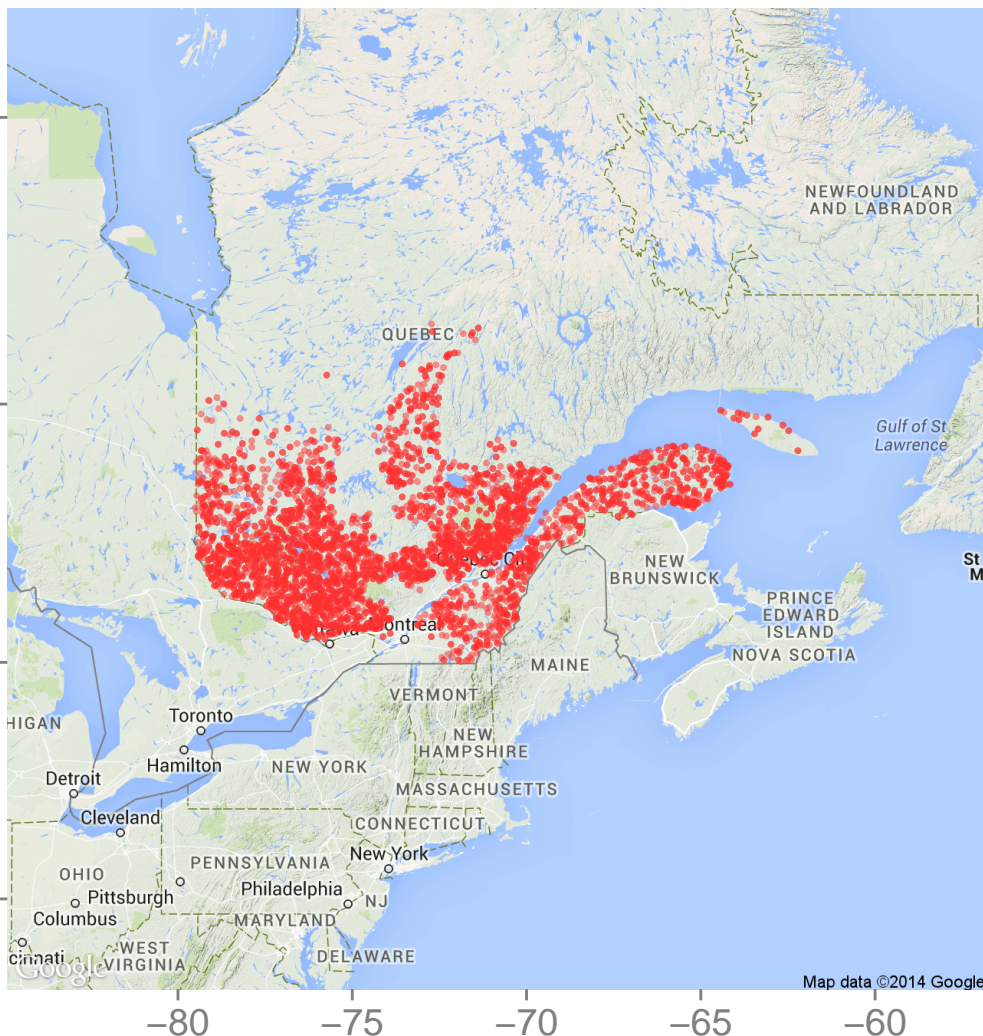 NEWFOUNDLAND
AND LABRADOR
QUEBEC
Gulf of St
Lawrence
St
NEW
BRUNSWICK
PRINCE
EDWARD
ISLAND
NOVA SCOTIA
Montreal
MAINE
VERMONT
HIGAN
Toronto
Hamilton
NEW
HAMPSHIRE
NEW YORK
Detroit
MASSACHUSETTS
Cleveland
CONNECTICUT
New York
PENNSYLVANIA
OHIO
Pittsburgh
Philadelphia
NJ
Columbus
MARYLAND
cinnati
WEST
VIRGINIA
DELAWARE
Google
Map data ©2014 Google
−80 −75 −70 −65 −60